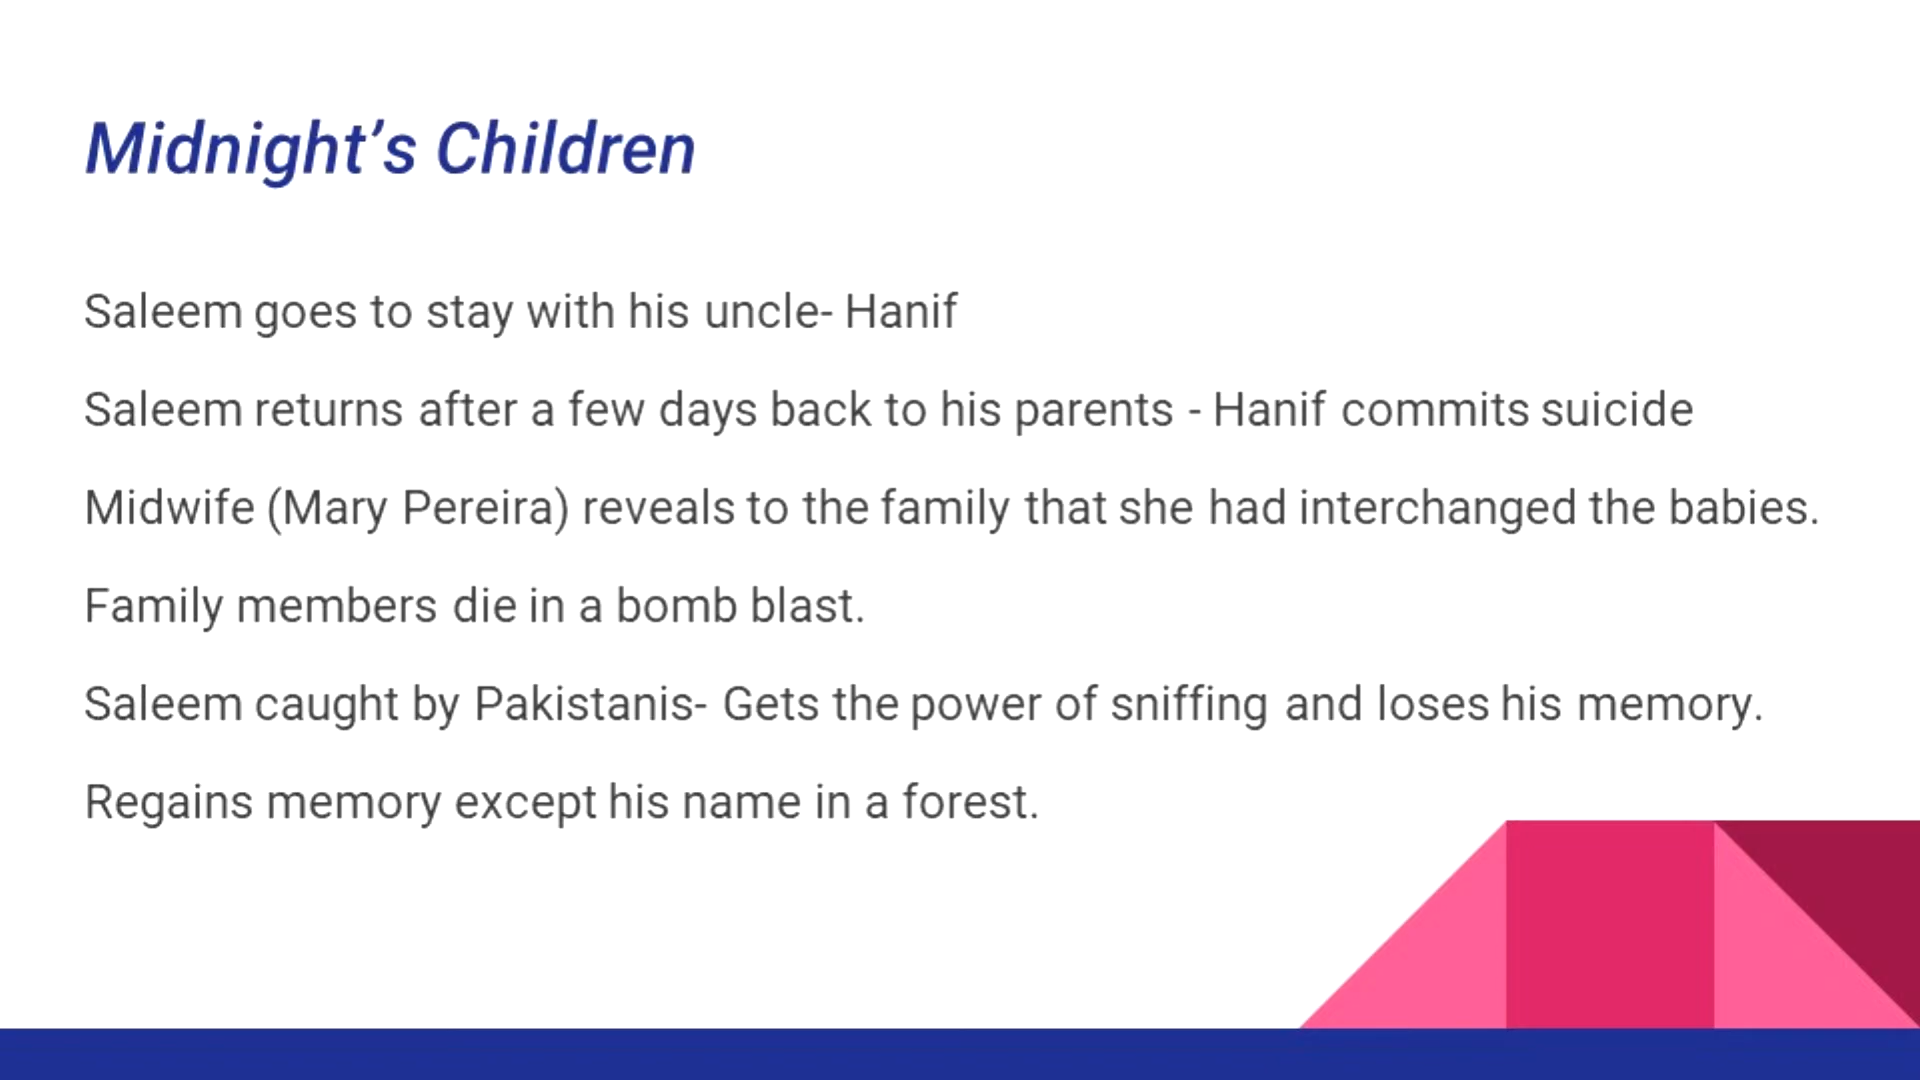 Midnight’s Children
Saleem goes to stay with his uncle- Hanif
Saleem returns after a few days back to his parents - Hanif commits suicide
Midwife (Mary Pereira) reveals to the family that she had interchanged the babies.
Family members die in a bomb blast.
Saleem caught by Pakistanis- Gets the power of sniffing and loses his memory.
Regains memory except his name in a forest.